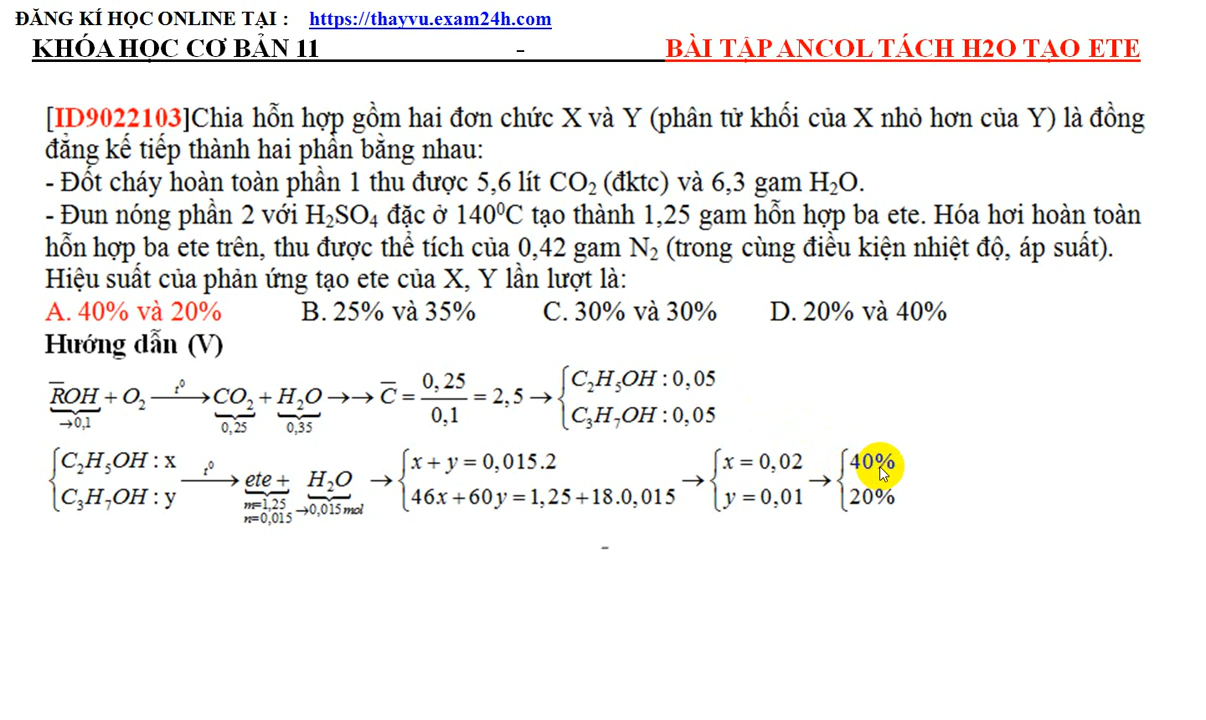 ĐĂNG KÍ HỌC ONLINE TẠI : https://thayvu.exam24h.com
KHÓA HỌC CƠ BẢN 11 - BÀI TẬP ANCOL TÁCH H2O TẠO ETE
[ID9022103]Chia hỗn hợp gồm hai đơn chức X và Y (phân tử khối của X nhỏ hơn của Y) là đồng
đẳng kế tiếp thành hai phần bằng nhau:
- Đốt cháy hoàn toàn phần 1 thu được 5,6 lít CO₂ (đktc) và 6,3 gam H₂O.
- Đun nóng phần 2 với H₂SO₄ đặc ở 140⁰C tạo thành 1,25 gam hỗn hợp ba ete. Hóa hơi hoàn toàn
hỗn hợp ba ete trên, thu được thể tích của 0,42 gam N₂ (trong cùng điều kiện nhiệt độ, áp suất).
Hiệu suất của phản ứng tạo ete của X, Y lần lượt là:
A. 40% và 20% B. 25% và 35% C. 30% và 30% D. 20% và 40%
Hướng dẫn (V)
R̅OH + O₂ —t⁰→ CO₂ + H₂O →→ C̅ = 0,25/0,1 = 2,5 → { C₂H₅OH : 0,05
→0,1 0,25 0,35 C₃H₇OH : 0,05
{ C₂H₅OH : x —t⁰→ ete + H₂O → { x + y = 0,015.2 → { x = 0,02 → { 40%
C₃H₇OH : y m=1,25 n=0,015 →0,015 mol 46x + 60y = 1,25 + 18.0,015 y = 0,01 20%
-